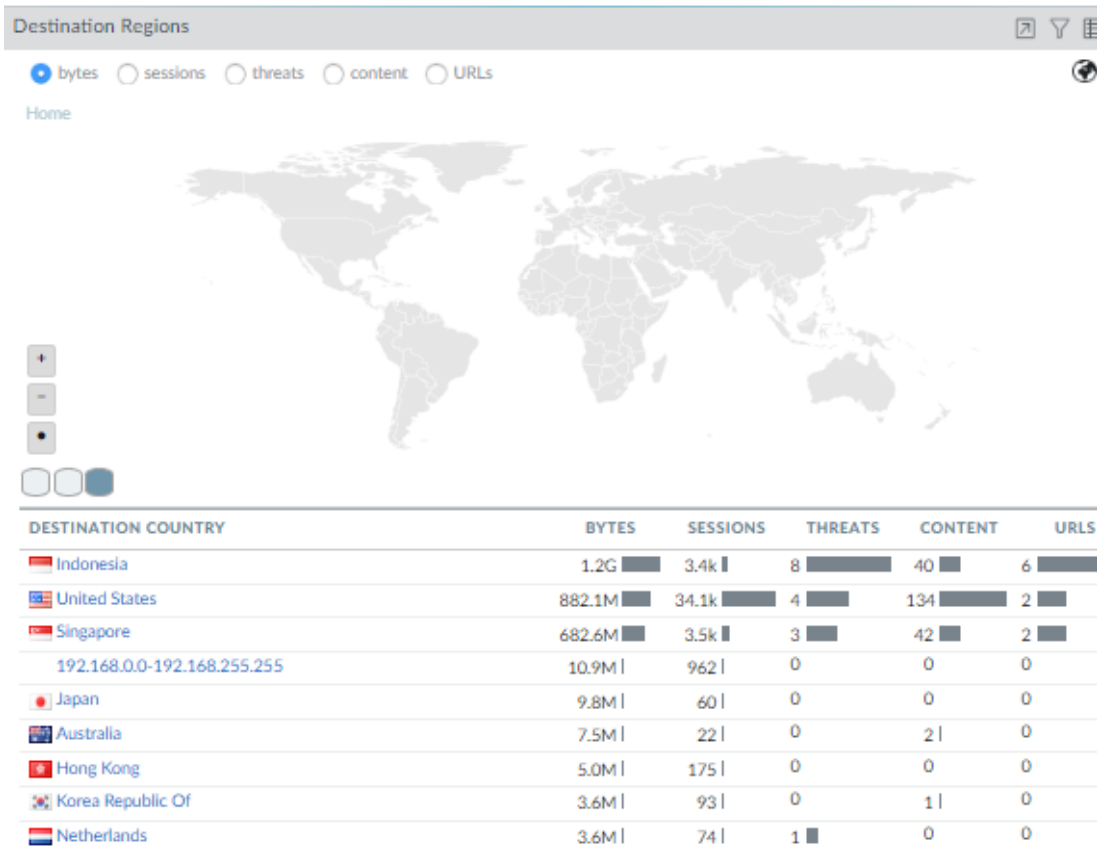 Destination Regions
bytes sessions threats content URLs
Home
+
−
DESTINATION COUNTRY BYTES SESSIONS THREATS CONTENT URLS
Indonesia 1.2G 3.4k 8 40 6
United States 882.1M 34.1k 4 134 2
Singapore 682.6M 3.5k 3 42 2
192.168.0.0-192.168.255.255 10.9M 962 0 0 0
Japan 9.8M 60 0 0 0
Australia 7.5M 22 0 2 0
Hong Kong 5.0M 175 0 0 0
Korea Republic Of 3.6M 93 0 1 0
Netherlands 3.6M 74 1 0 0